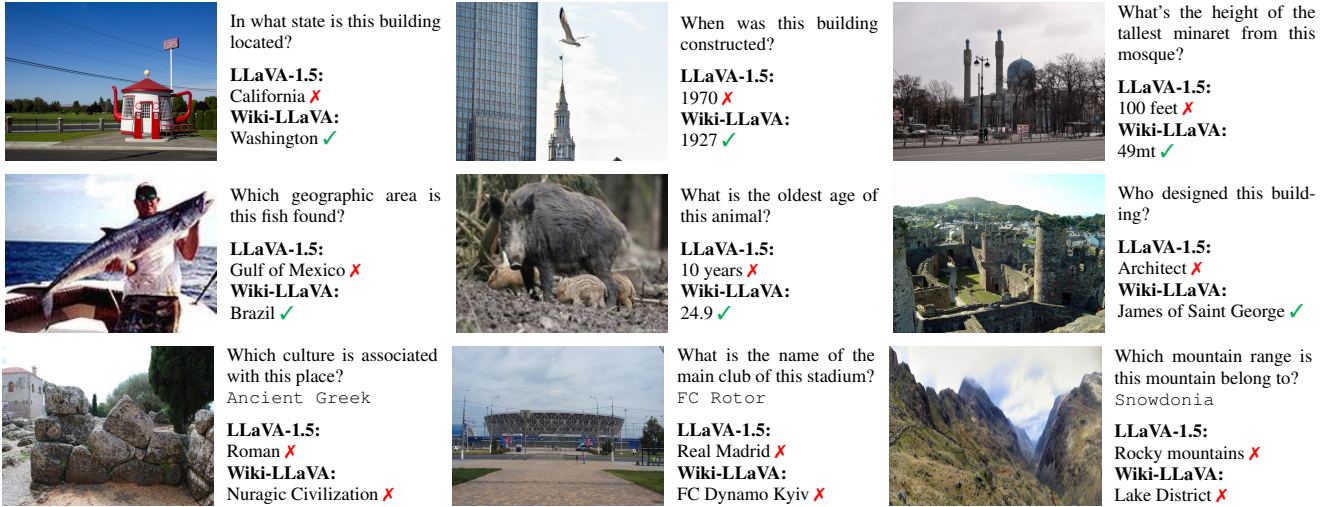 In what state is this building
located?
LLaVA-1.5:
California ✗
Wiki-LLaVA:
Washington ✓
When was this building
constructed?
LLaVA-1.5:
1970 ✗
Wiki-LLaVA:
1927 ✓
What's the height of the
tallest minaret from this
mosque?
LLaVA-1.5:
100 feet ✗
Wiki-LLaVA:
49mt ✓
GAS
Which geographic area is
this fish found?
LLaVA-1.5:
Gulf of Mexico ✗
Wiki-LLaVA:
Brazil ✓
What is the oldest age of
this animal?
LLaVA-1.5:
10 years ✗
Wiki-LLaVA:
24.9 ✓
Who designed this build-
ing?
LLaVA-1.5:
Architect ✗
Wiki-LLaVA:
James of Saint George ✓
Which culture is associated
with this place?
Ancient Greek
LLaVA-1.5:
Roman ✗
Wiki-LLaVA:
Nuragic Civilization ✗
What is the name of the
main club of this stadium?
FC Rotor
LLaVA-1.5:
Real Madrid ✗
Wiki-LLaVA:
FC Dynamo Kyiv ✗
Which mountain range is
this mountain belong to?
Snowdonia
LLaVA-1.5:
Rocky mountains ✗
Wiki-LLaVA:
Lake District ✗